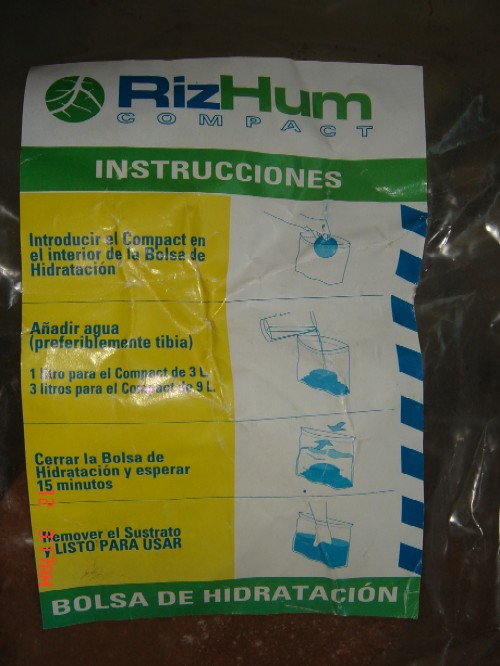 RizHum
COMPACT
INSTRUCCIONES
Introducir el Compact en
el interior de la Bolsa de
Hidratación
Añadir agua
(preferiblemente tibia)
1 litro para el Compact de 3 L.
3 litros para el Compact de 9 L.
Cerrar la Bolsa de
Hidratación y esperar
15 minutos
Remover el Sustrato
y LISTO PARA USAR
BOLSA DE HIDRATACIÓN